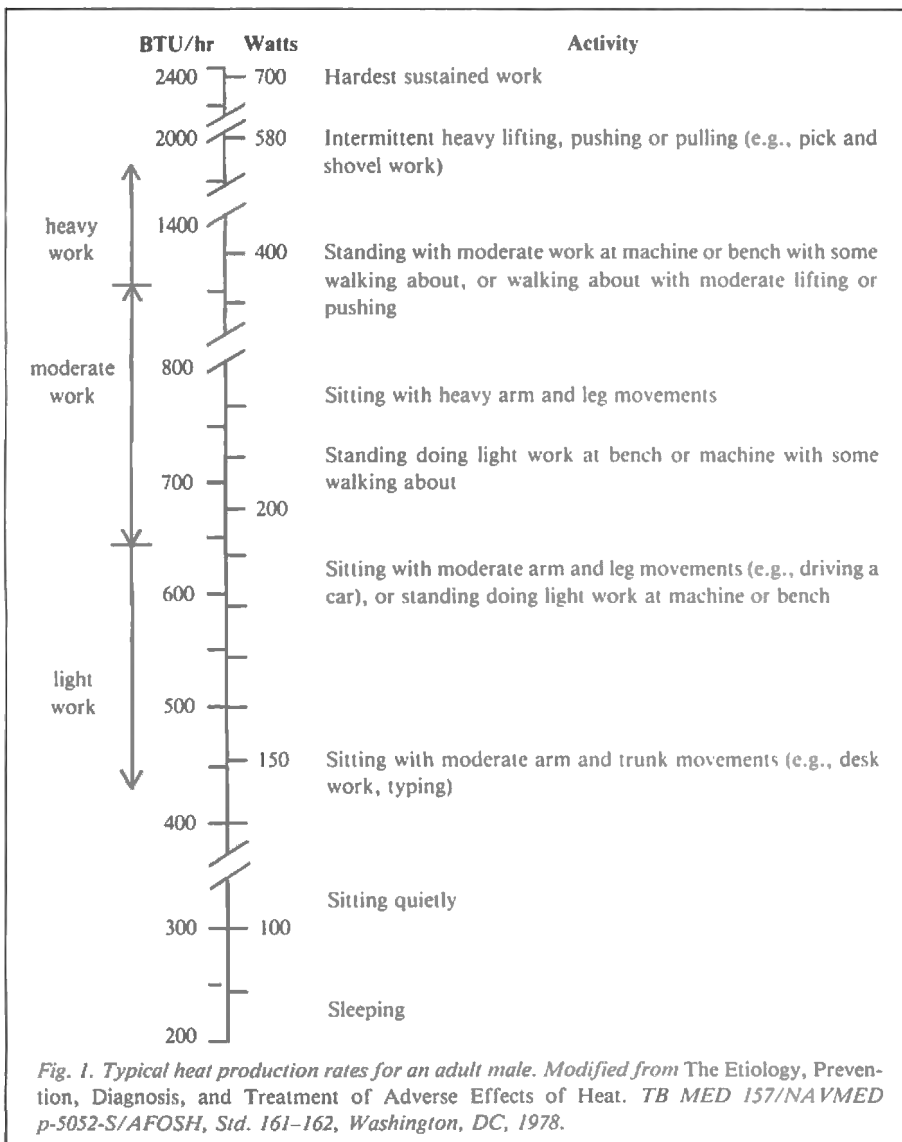 BTU/hr Watts Activity
2400 700 Hardest sustained work
2000 580 Intermittent heavy lifting, pushing or pulling (e.g., pick and
shovel work)
heavy
work
1400
400 Standing with moderate work at machine or bench with some
walking about, or walking about with moderate lifting or
pushing
moderate
work
800
Sitting with heavy arm and leg movements
Standing doing light work at bench or machine with some
walking about
700
200
Sitting with moderate arm and leg movements (e.g., driving a
car), or standing doing light work at machine or bench
600
light
work
500
150 Sitting with moderate arm and trunk movements (e.g., desk
work, typing)
400
Sitting quietly
300 100
Sleeping
200
Fig. 1. Typical heat production rates for an adult male. Modified from The Etiology, Preven-
tion, Diagnosis, and Treatment of Adverse Effects of Heat. TB MED 157/NAVMED
p-5052-S/AFOSH, Std. 161–162, Washington, DC, 1978.